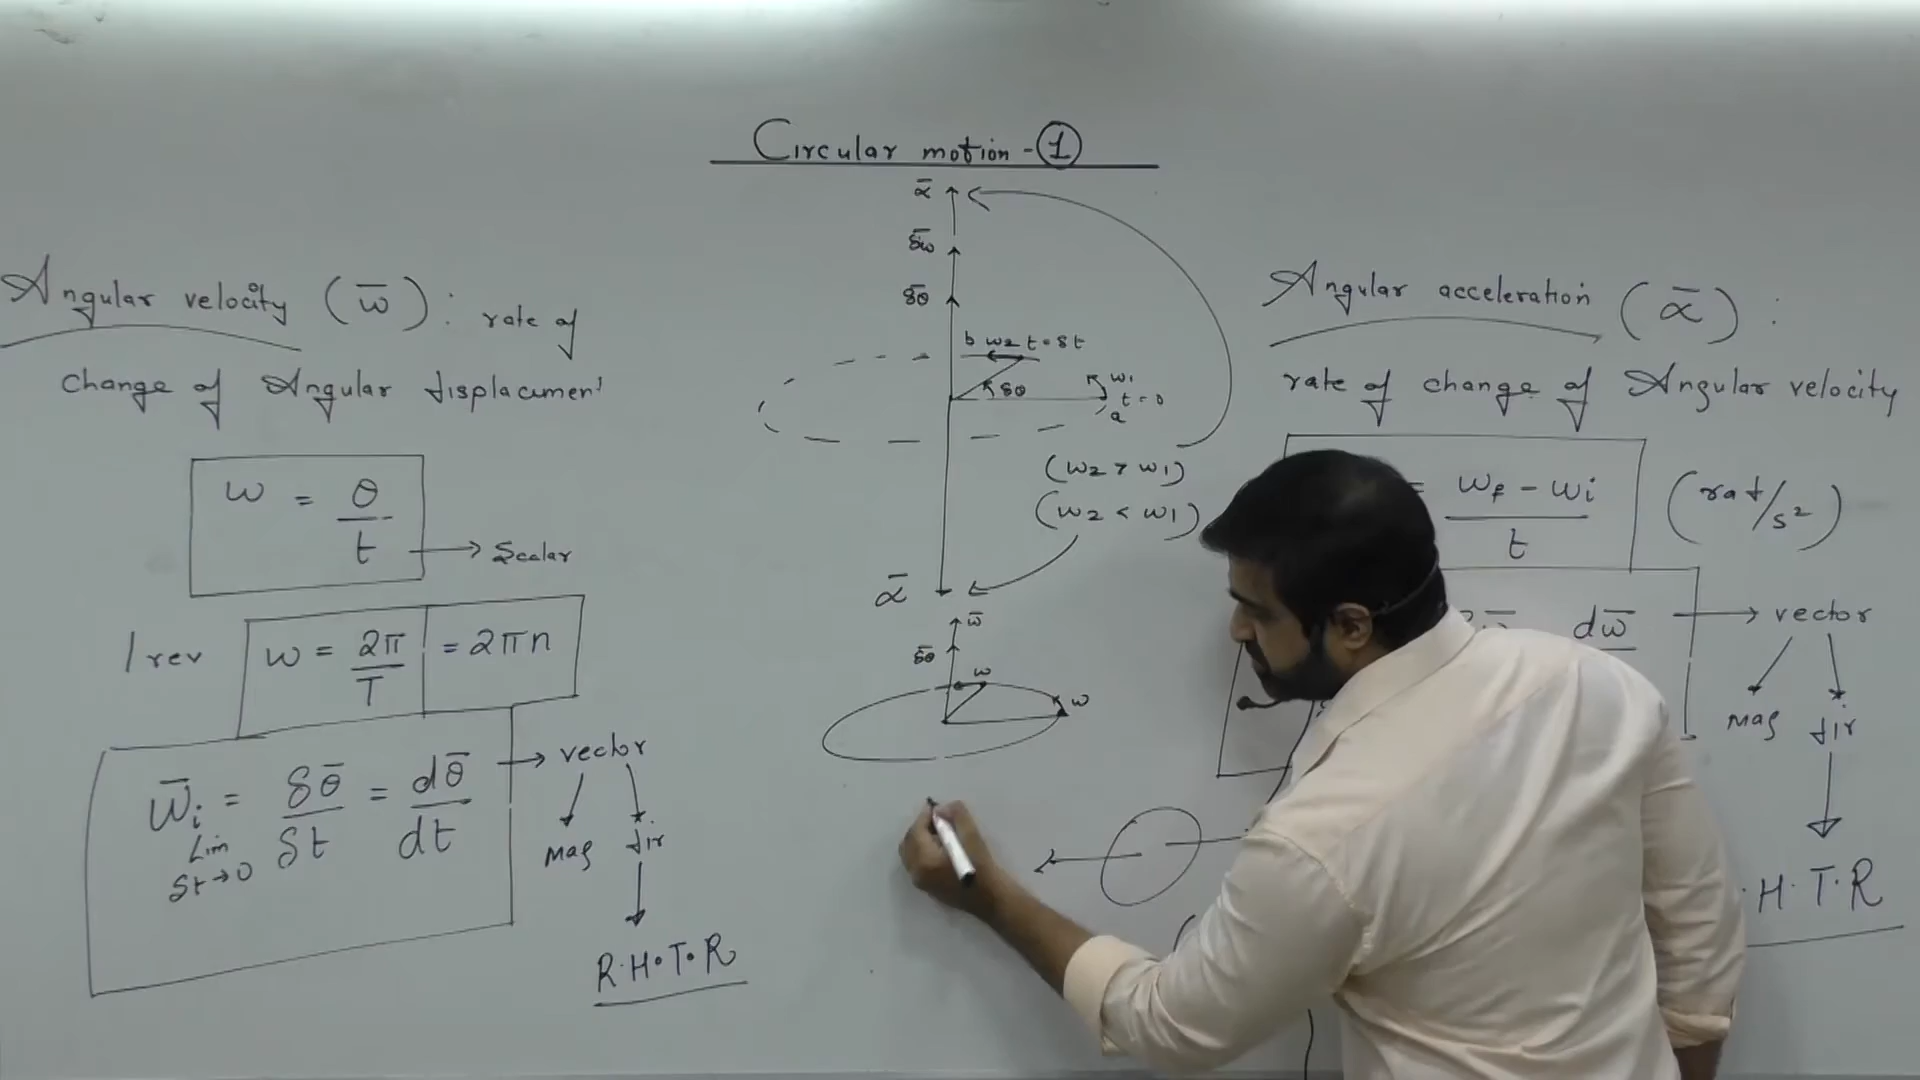 Circular motion - 1
Angular velocity (ω̅) : rate of
change of Angular displacement
ω = θ / t → Scalar
1 rev ω = 2π / T = 2πn
ω̅i = δθ̅ / δt = dθ̅ / dt → vector
Lim
δt → 0
mag dir
R.H.T.R
α̅
δω̅
δθ̅
b ω2 t = δt
δθ
ω1
t = 0
a
(ω2 > ω1)
(ω2 < ω1)
α̅
ω̅
δθ̅
ω
ω
Angular acceleration (α̅) :
rate of change of Angular velocity
= ωf - ωi / t (rad/s²)
dω̅ → vector
mag dir
.H.T.R